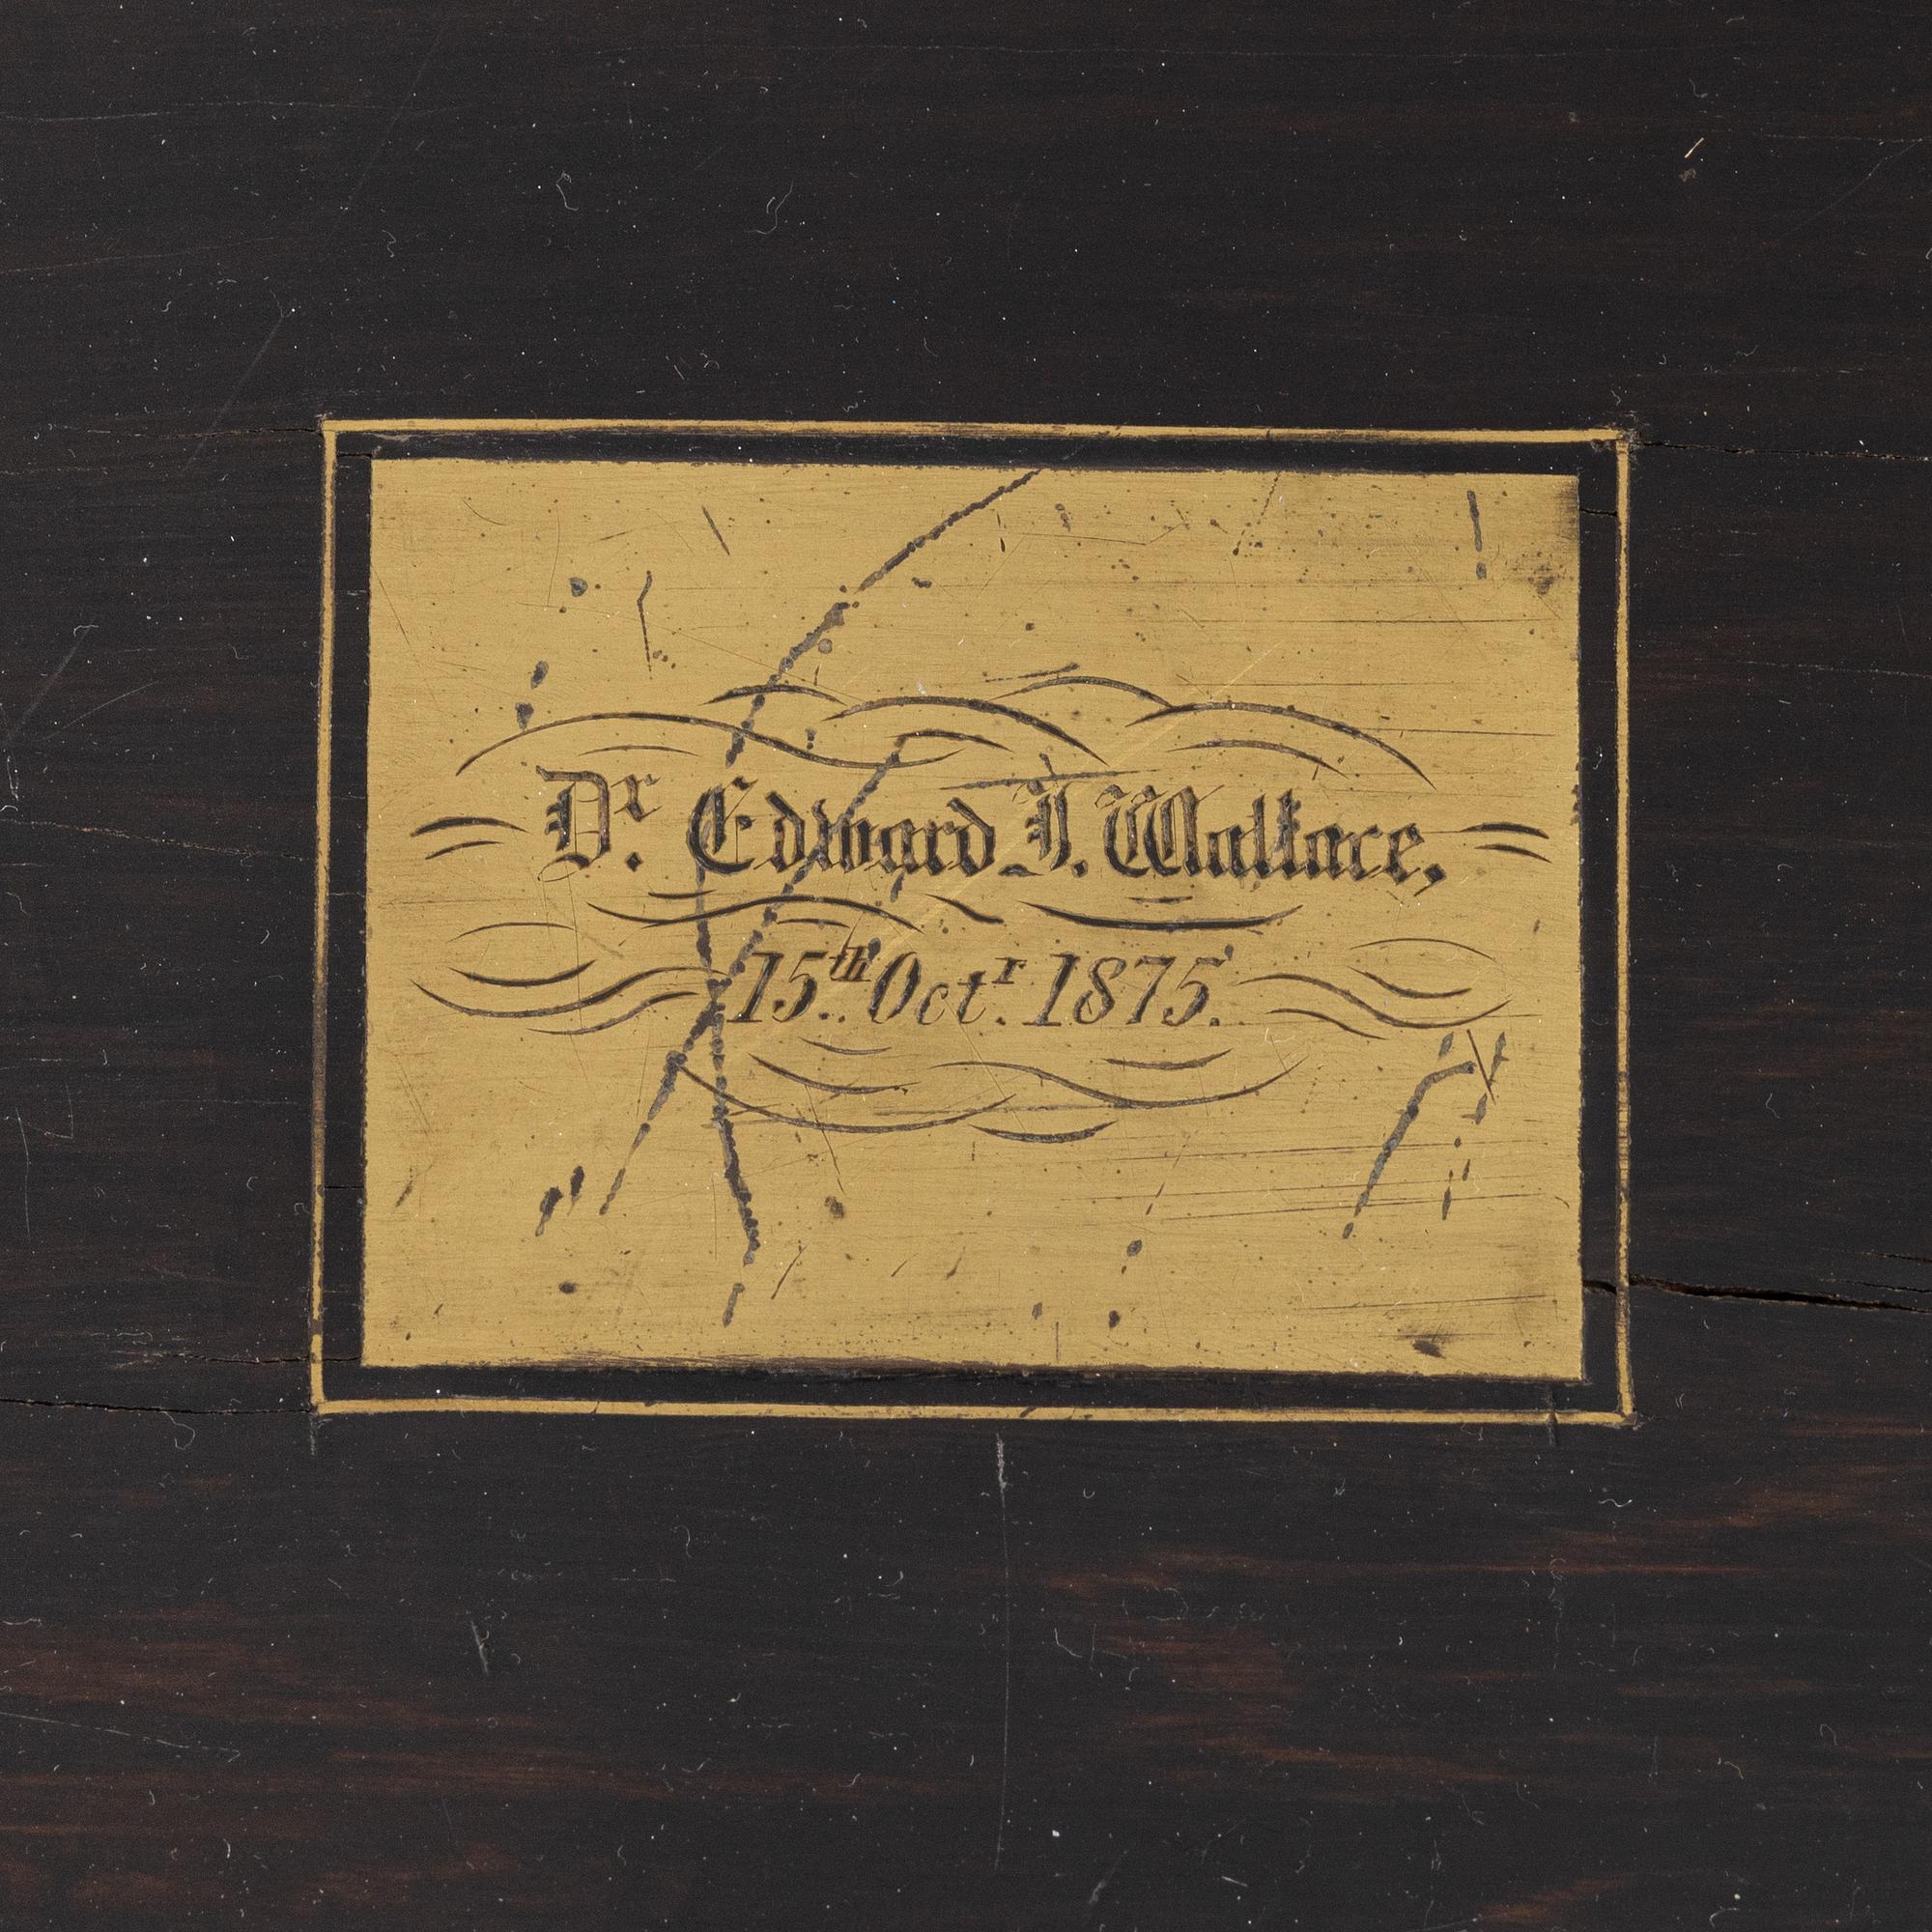 Dr. Edward J. Wallace,
15th. Octr. 1875.